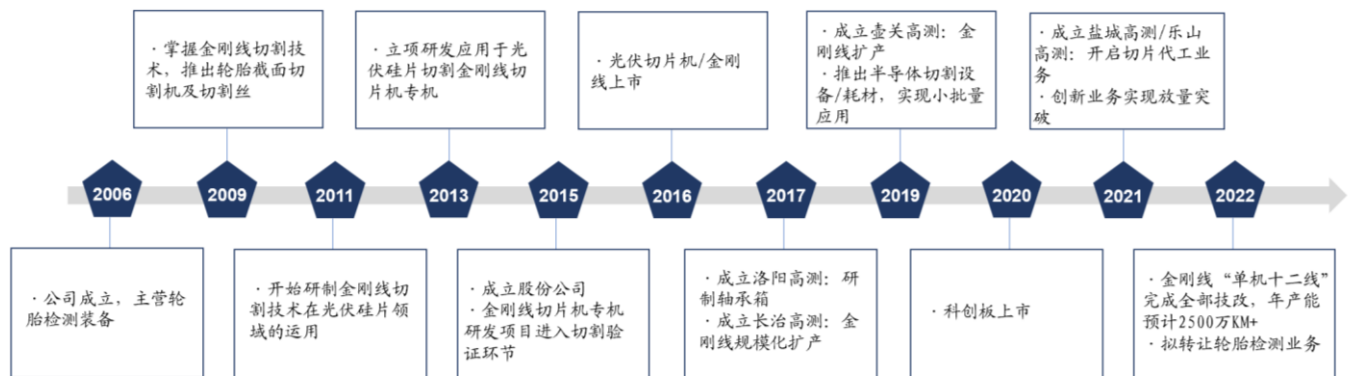 ·掌握金刚线切割技
术，推出轮胎截面切
割机及切割丝
·立项研发应用于光
伏硅片切割金刚线切
片机专机
·光伏切片机/金刚
线上市
·成立壶关高测：金
刚线扩产
·推出半导体切割设
备/耗材，实现小批量
应用
·成立盐城高测/乐山
高测：开启切片代工业
务
·创新业务实现放量突
破
2006
2009
2011
2013
2015
2016
2017
2019
2020
2021
2022
·公司成立，主营轮
胎检测装备
·开始研制金刚线切
割技术在光伏硅片领
域的运用
·成立股份公司
·金刚线切片机专机
研发项目进入切割验
证环节
·成立洛阳高测：研
制轴承箱
·成立长治高测：金
刚线规模化扩产
·科创板上市
·金刚线“单机十二线”
完成全部技改，年产能
预计2500万KM+
·拟转让轮胎检测业务